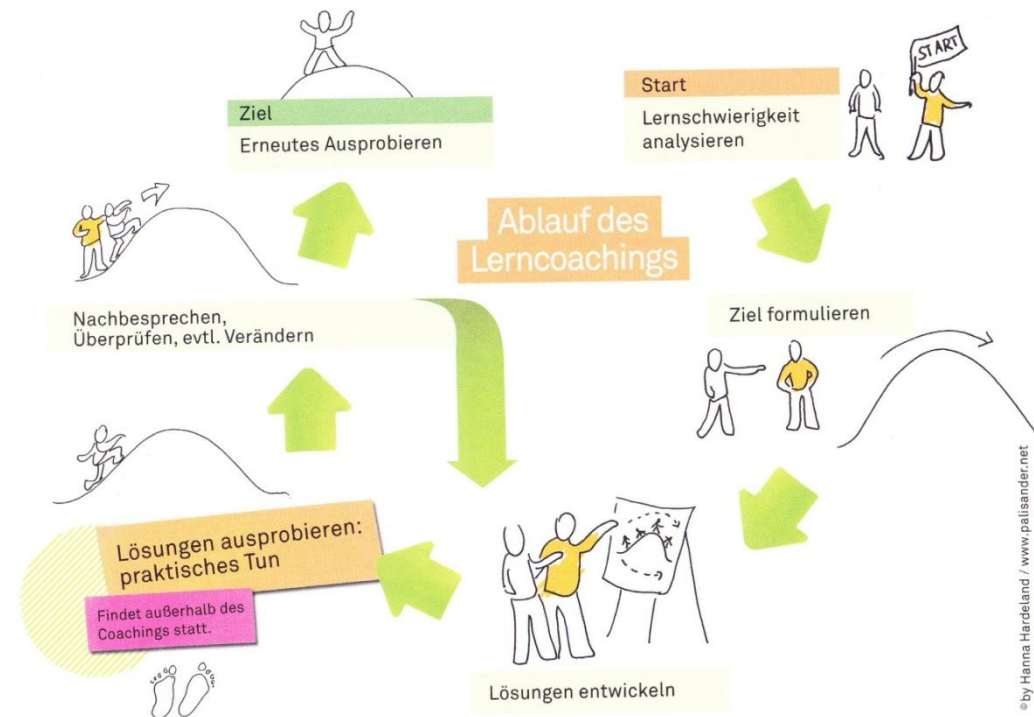 Ablauf des
Lerncoachings
START
Start
Lernschwierigkeit
analysieren
Ziel formulieren
Lösungen entwickeln
Lösungen ausprobieren:
praktisches Tun
Findet außerhalb des
Coachings statt.
Nachbesprechen,
Überprüfen, evtl. Verändern
Ziel
Erneutes Ausprobieren
© by Hanna Hardeland / www.palisander.net